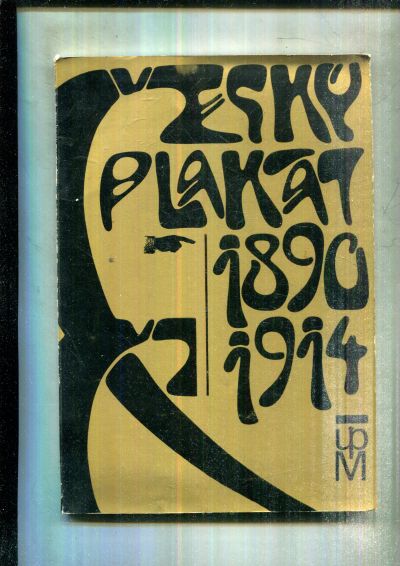 ČESKÝ
PLAKÁT
1890
1914
upM